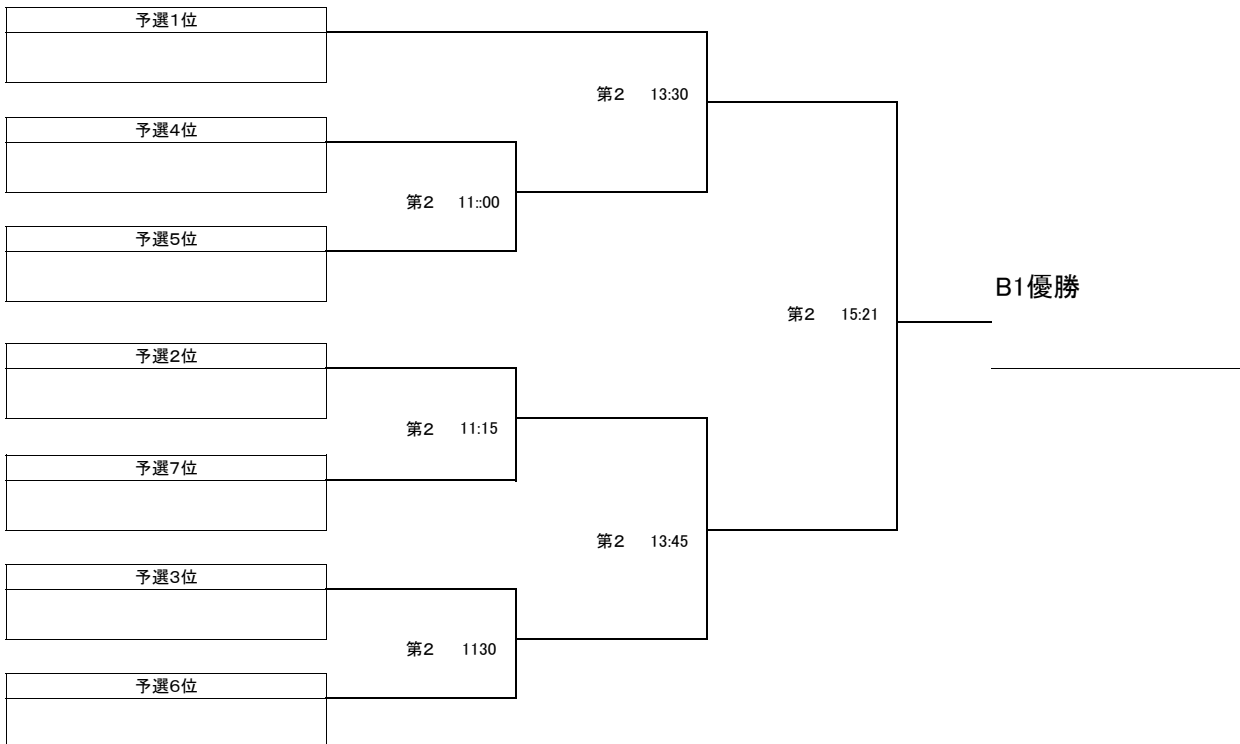 予選1位
第2 13:30
予選4位
第2 11::00
予選5位
B1優勝
第2 15:21
予選2位
第2 11:15
予選7位
第2 13:45
予選3位
第2 1130
予選6位